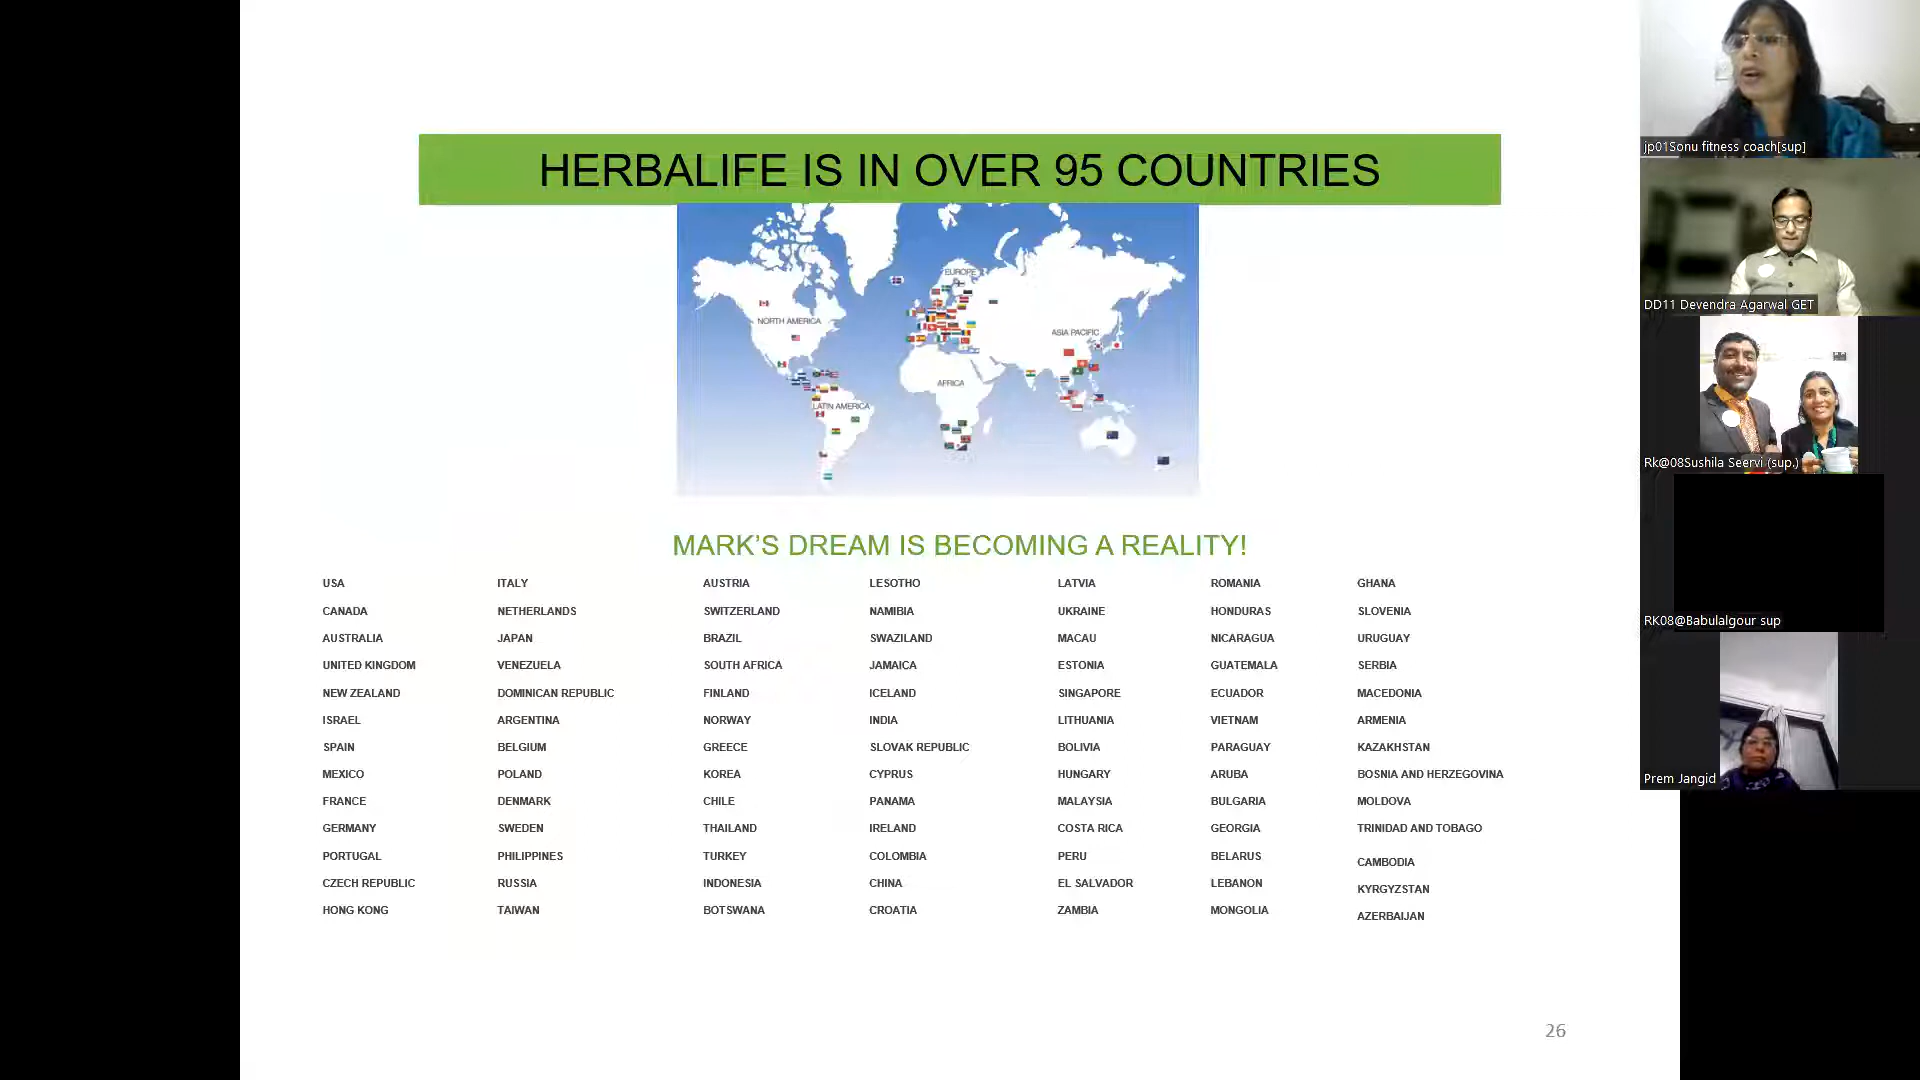 HERBALIFE IS IN OVER 95 COUNTRIES
EUROPE
NORTH AMERICA
ASIA PACIFIC
AFRICA
LATIN AMERICA
MARK'S DREAM IS BECOMING A REALITY!
USA ITALY AUSTRIA LESOTHO LATVIA ROMANIA GHANA
CANADA NETHERLANDS SWITZERLAND NAMIBIA UKRAINE HONDURAS SLOVENIA
AUSTRALIA JAPAN BRAZIL SWAZILAND MACAU NICARAGUA URUGUAY
UNITED KINGDOM VENEZUELA SOUTH AFRICA JAMAICA ESTONIA GUATEMALA SERBIA
NEW ZEALAND DOMINICAN REPUBLIC FINLAND ICELAND SINGAPORE ECUADOR MACEDONIA
ISRAEL ARGENTINA NORWAY INDIA LITHUANIA VIETNAM ARMENIA
SPAIN BELGIUM GREECE SLOVAK REPUBLIC BOLIVIA PARAGUAY KAZAKHSTAN
MEXICO POLAND KOREA CYPRUS HUNGARY ARUBA BOSNIA AND HERZEGOVINA
FRANCE DENMARK CHILE PANAMA MALAYSIA BULGARIA MOLDOVA
GERMANY SWEDEN THAILAND IRELAND COSTA RICA GEORGIA TRINIDAD AND TOBAGO
PORTUGAL PHILIPPINES TURKEY COLOMBIA PERU BELARUS CAMBODIA
CZECH REPUBLIC RUSSIA INDONESIA CHINA EL SALVADOR LEBANON KYRGYZSTAN
HONG KONG TAIWAN BOTSWANA CROATIA ZAMBIA MONGOLIA AZERBAIJAN
26
jp01Sonu fitness coach[sup]
DD11 Devendra Agarwal GET
Rk@08Sushila Seervi (sup.)
RK08@Babulalgour sup
Prem Jangid